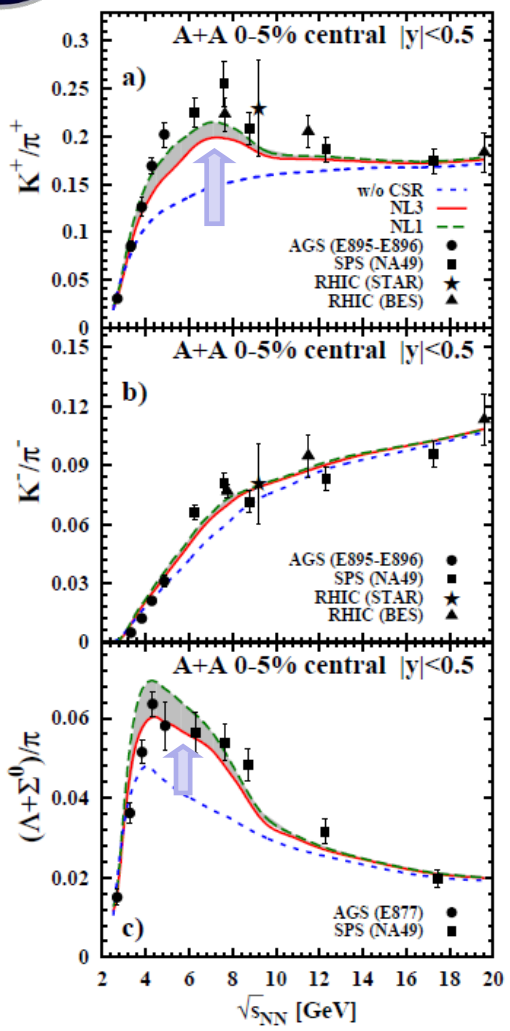 A+A 0-5% central |y|<0.5
a)
K⁺/π⁺
0.3
0.25
0.2
0.15
0.1
0.05
0
w/o CSR
NL3
NL1
AGS (E895-E896)
SPS (NA49)
RHIC (STAR)
RHIC (BES)
A+A 0-5% central |y|<0.5
b)
K⁻/π⁻
0.15
0.12
0.09
0.06
0.03
0
AGS (E895-E896)
SPS (NA49)
RHIC (STAR)
RHIC (BES)
A+A 0-5% central |y|<0.5
(Λ+Σ⁰)/π
0.06
0.04
0.02
0
AGS (E877)
SPS (NA49)
c)
2 4 6 8 10 12 14 16 18 20
√sNN [GeV]